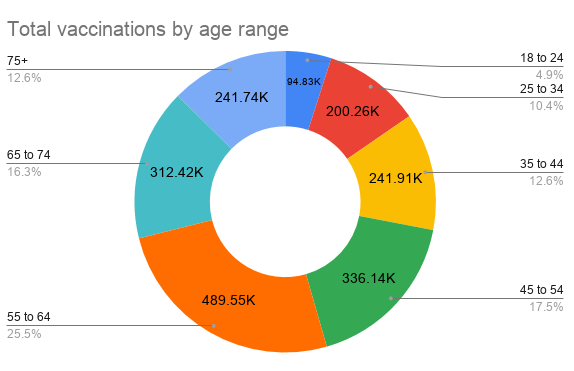 Total vaccinations by age range
18 to 24
4.9%
94.83K
25 to 34
10.4%
200.26K
35 to 44
12.6%
241.91K
45 to 54
17.5%
336.14K
55 to 64
25.5%
489.55K
65 to 74
16.3%
312.42K
75+
12.6%
241.74K